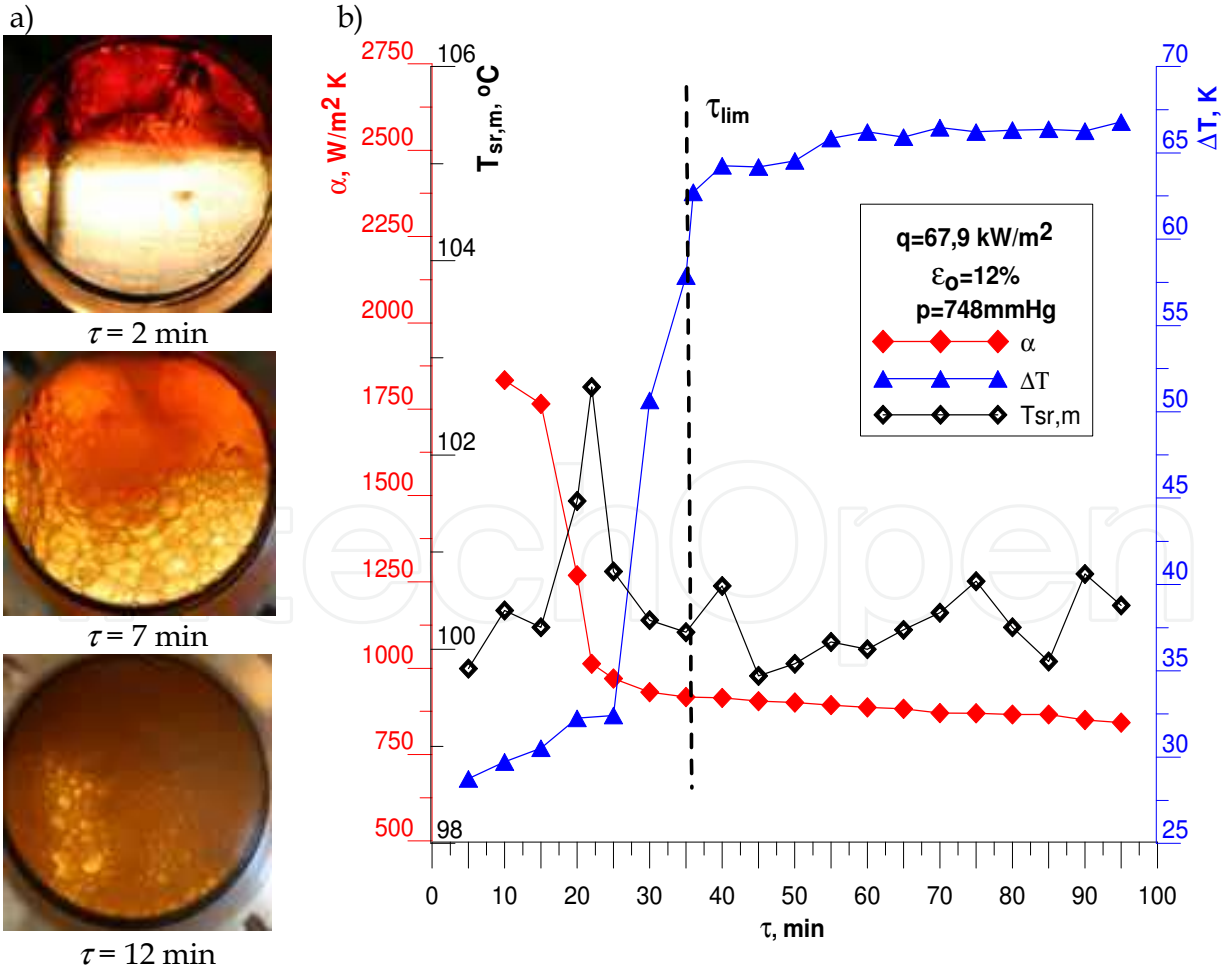 a)
τ = 2 min
τ = 7 min
τ = 12 min
b)
α, W/m² K
2750
2500
2250
2000
1750
1500
1250
1000
750
500
Tsr,m, ºC
106
104
102
100
98
τlim
q=67,9 kW/m²
εo=12%
p=748mmHg
α
ΔT
Tsr,m
ΔT, K
70
65
60
55
50
45
40
35
30
25
0 10 20 30 40 50 60 70 80 90 100
τ, min
IntechOpen